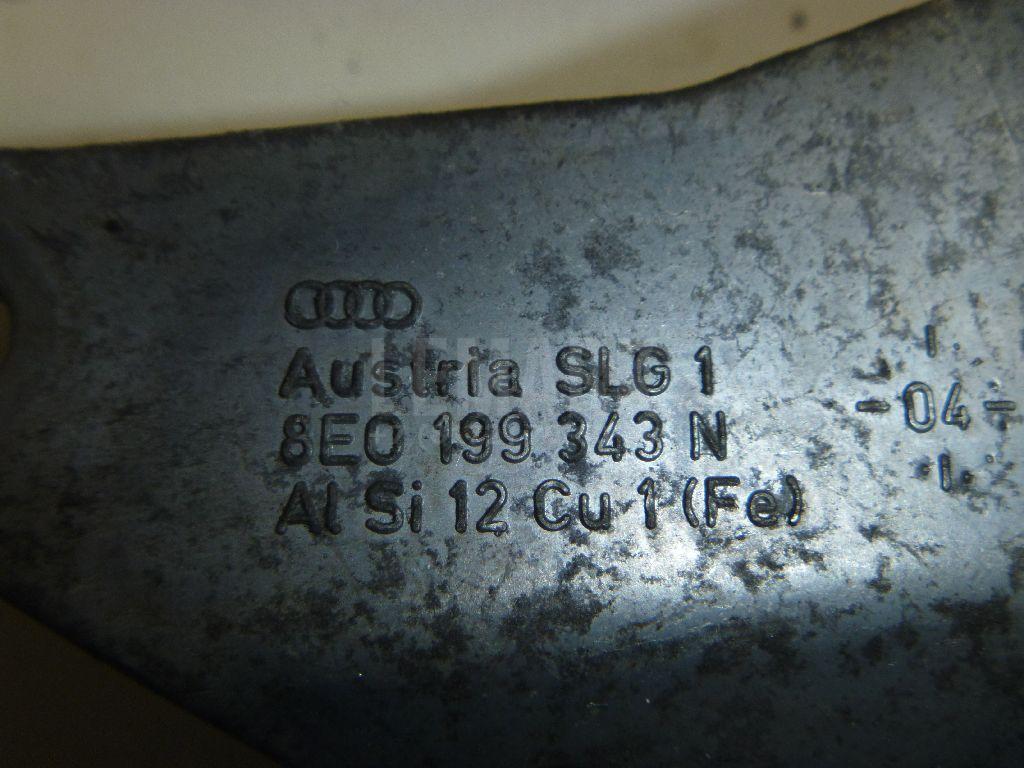 Austria SLG 1
8E0 199 343 N
Al Si 12 Cu 1 (Fe)
-04-